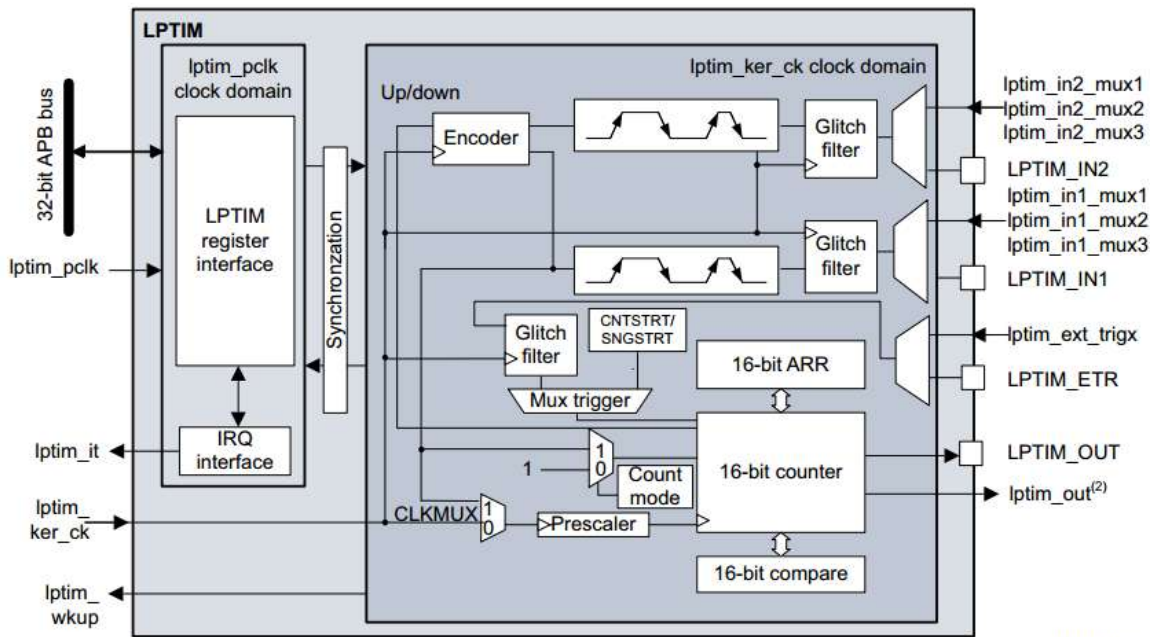 LPTIM
lptim_pclk
clock domain
lptim_ker_ck clock domain
32-bit APB bus
LPTIM
register
interface
lptim_pclk
IRQ
interface
lptim_it
lptim_
ker_ck
lptim_
wkup
Synchronization
Up/down
Encoder
Glitch
filter
lptim_in2_mux1
lptim_in2_mux2
lptim_in2_mux3
LPTIM_IN2
Glitch
filter
lptim_in1_mux1
lptim_in1_mux2
lptim_in1_mux3
LPTIM_IN1
Glitch
filter
CNTSTRT/
SNGSTRT
Mux trigger
16-bit ARR
lptim_ext_trigx
LPTIM_ETR
1
1
0
Count
mode
16-bit counter
LPTIM_OUT
lptim_out(2)
CLKMUX
1
0
Prescaler
16-bit compare